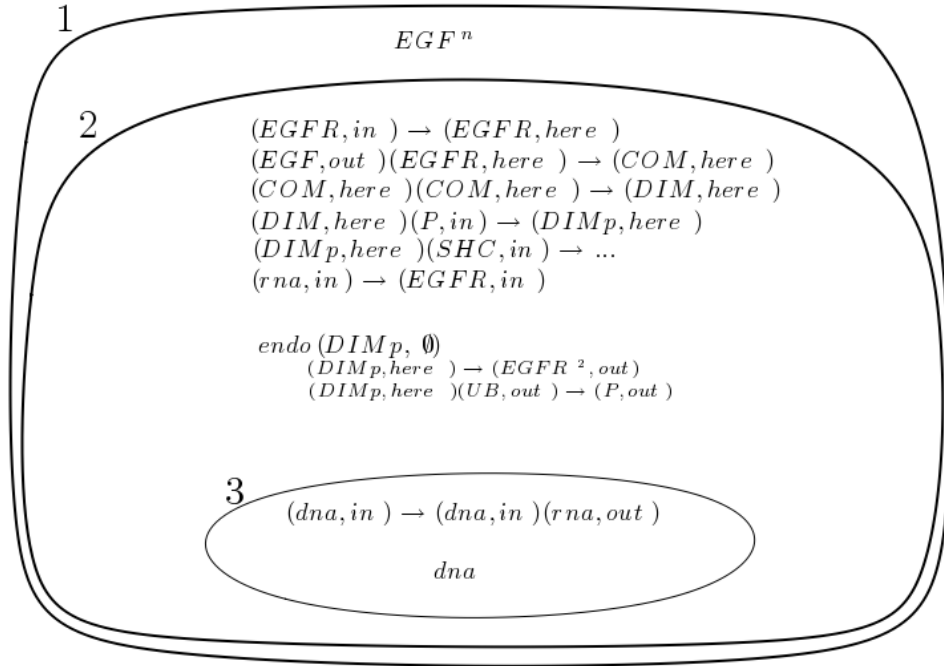 1
EGF ⁿ
2
(EGFR, in ) → (EGFR, here )
(EGF, out )(EGFR, here ) → (COM, here )
(COM, here )(COM, here ) → (DIM, here )
(DIM, here )(P, in) → (DIMp, here )
(DIMp, here )(SHC, in ) → ...
(rna, in ) → (EGFR, in )
endo (DIMp, ∅)
(DIMp, here ) → (EGFR ², out)
(DIMp, here )(UB, out ) → (P, out )
3
(dna, in ) → (dna, in )(rna, out )
dna